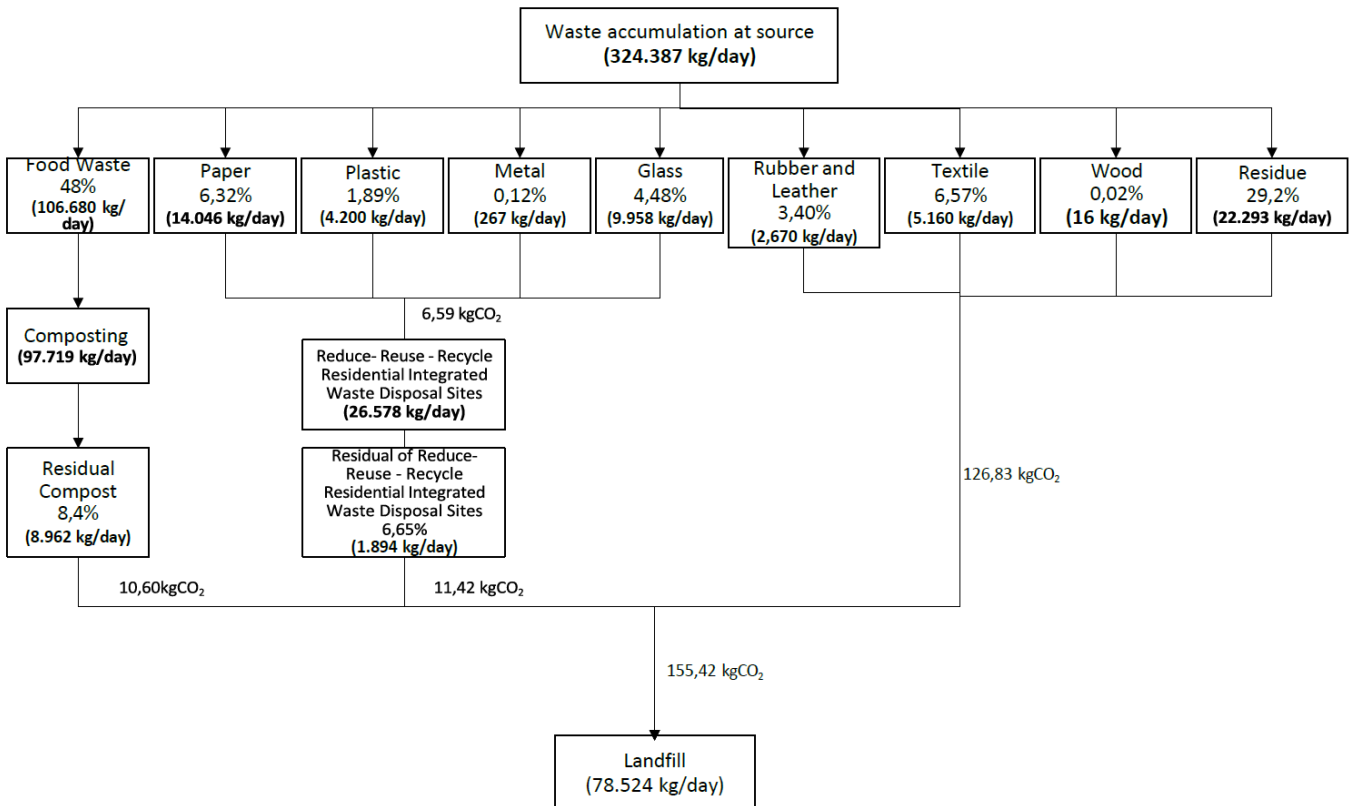 Waste accumulation at source
(324.387 kg/day)
Food Waste
48%
(106.680 kg/
day)
Paper
6,32%
(14.046 kg/day)
Plastic
1,89%
(4.200 kg/day)
Metal
0,12%
(267 kg/day)
Glass
4,48%
(9.958 kg/day)
Rubber and
Leather
3,40%
(2,670 kg/day)
Textile
6,57%
(5.160 kg/day)
Wood
0,02%
(16 kg/day)
Residue
29,2%
(22.293 kg/day)
6,59 kgCO₂
Composting
(97.719 kg/day)
Reduce- Reuse - Recycle
Residential Integrated
Waste Disposal Sites
(26.578 kg/day)
Residual
Compost
8,4%
(8.962 kg/day)
Residual of Reduce-
Reuse - Recycle
Residential Integrated
Waste Disposal Sites
6,65%
(1.894 kg/day)
126,83 kgCO₂
10,60kgCO₂
11,42 kgCO₂
155,42 kgCO₂
Landfill
(78.524 kg/day)